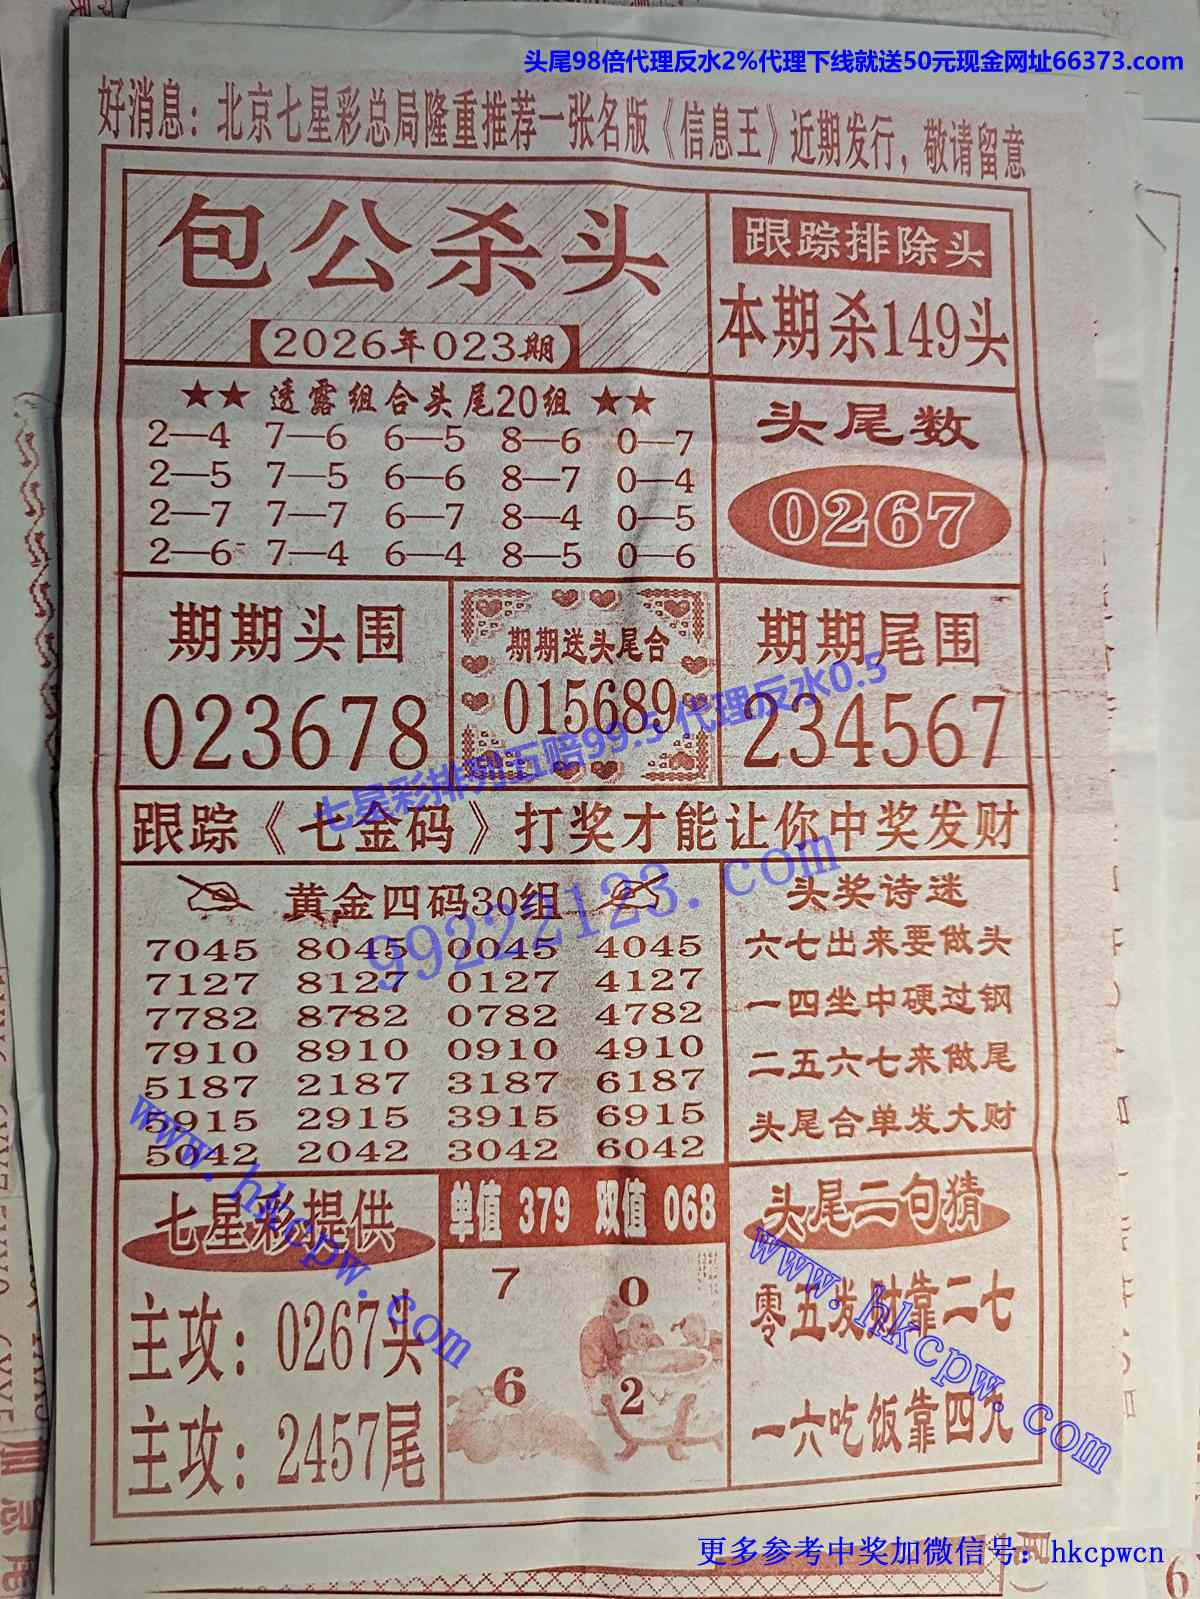 头尾98倍代理反水2%代理下线就送50元现金网址66373.com
好消息：北京七星彩总局隆重推荐一张名版《信息王》近期发行，敬请留意
包公杀头
【2026年023期】
跟踪排除头
本期杀149头
★★ 透露组合头尾20组 ★★
2—4 7—6 6—5 8—6 0—7
2—5 7—5 6—6 8—7 0—4
2—7 7—7 6—7 8—4 0—5
2—6 7—4 6—4 8—5 0—6
头尾数
0267
期期头围
023678
期期送头尾合
015689
期期尾围
234567
七星彩排列五赔99.5 代理反水0.5
跟踪《七金码》打奖才能让你中奖发财
99222123.com
黄金四码30组
7045 8045 0045 4045
7127 8127 0127 4127
7782 8782 0782 4782
7910 8910 0910 4910
5187 2187 3187 6187
5915 2915 3915 6915
5042 2042 3042 6042
头奖诗迷
六七出来要做头
一四坐中硬过钢
二五六七来做尾
头尾合单发大财
www.hkcpw.com
七星彩提供
主攻：0267头
主攻：2457尾
单值 379 双值 068
7 0
6 2
头尾二句猜
零五发财靠二七
一六吃饭靠四九
www.hkcpw.com
更多参考中奖加微信号：hkcpwcn